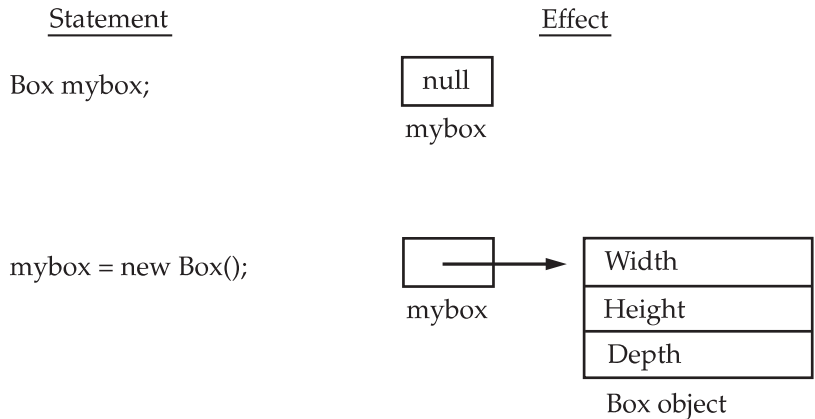 Statement Effect
Box mybox; null
mybox
mybox = new Box(); Width
mybox Height
Depth
Box object